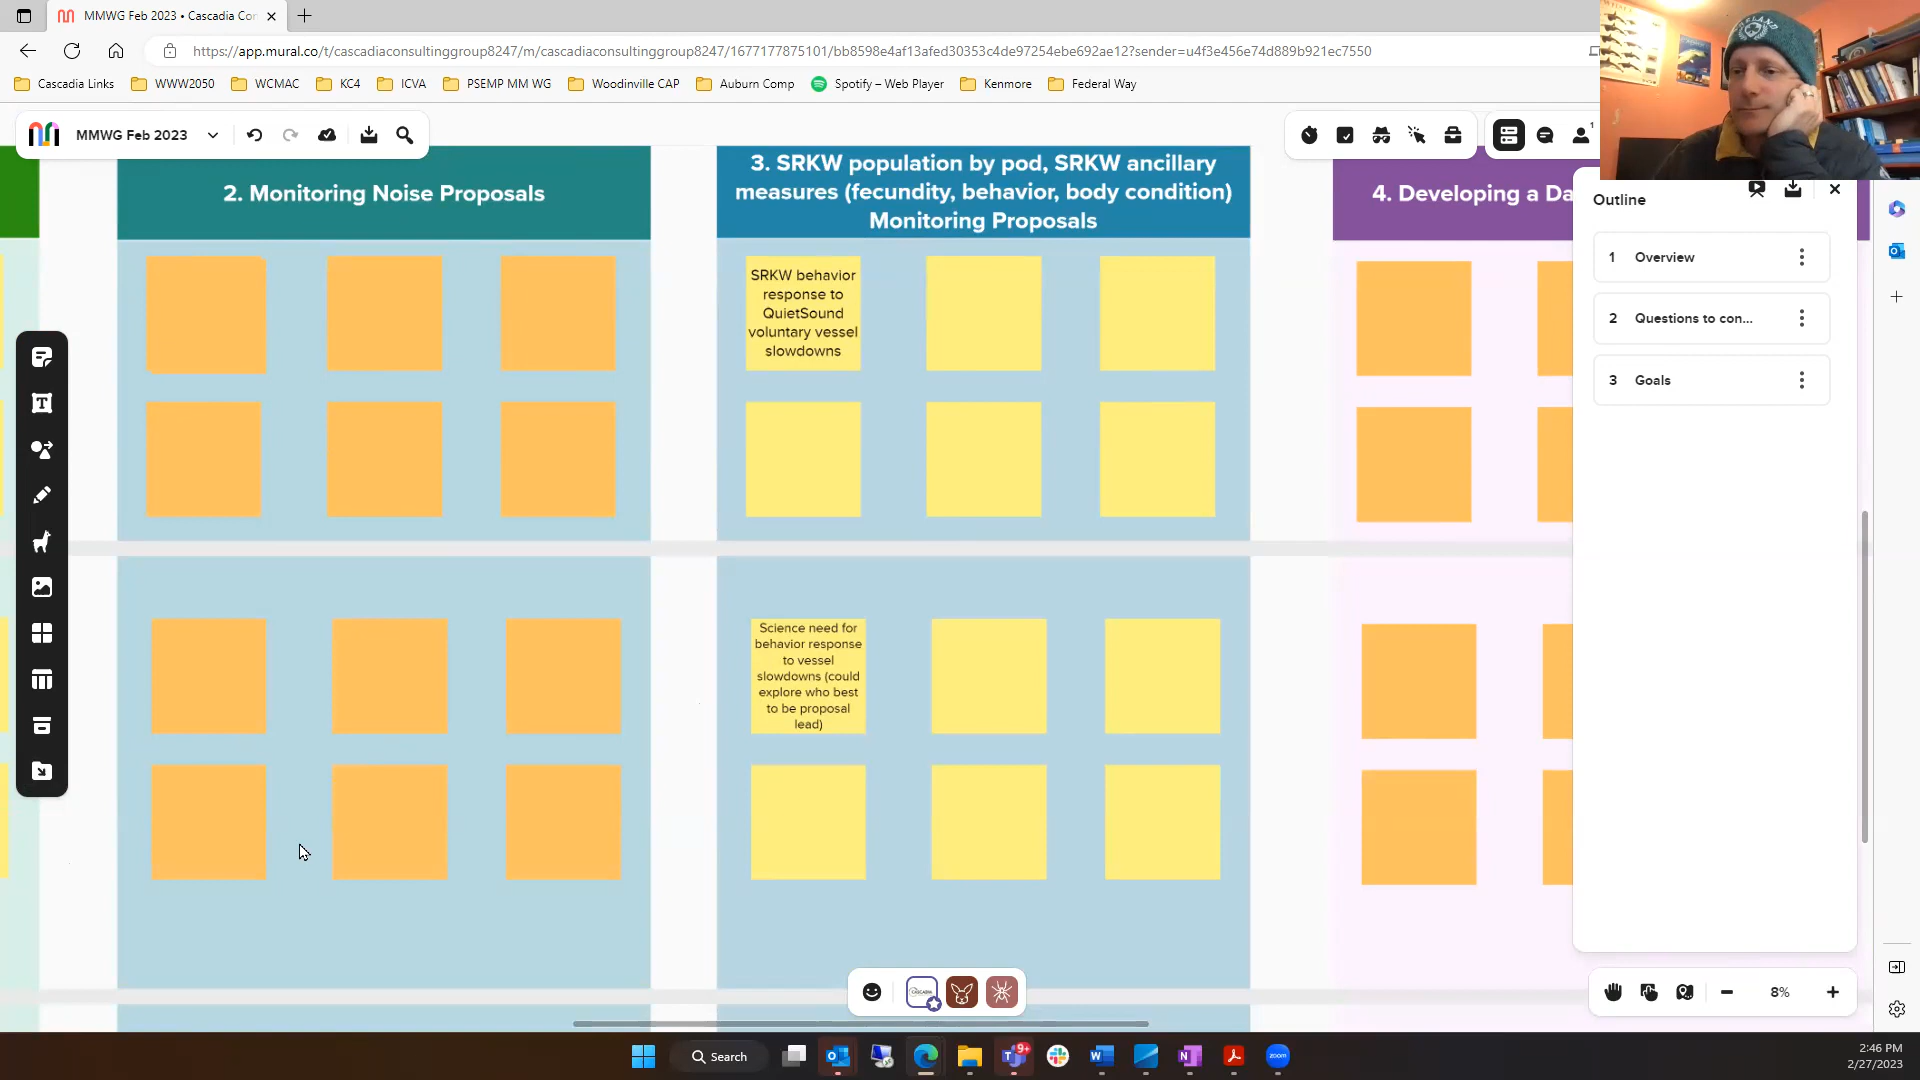 MMWG Feb 2023 • Cascadia Co
https://app.mural.co/t/cascadiaconsultinggroup8247/m/cascadiaconsultinggroup8247/1677177875101/bb8598e4af13afed30353c4de97254ebe692ae12?sender=u4f3e456e74d889b921ec7550
Cascadia Links
WWW2050
WCMAC
KC4
ICVA
PSEMP MM WG
Woodinville CAP
Auburn Comp
Spotify – Web Player
Kenmore
Federal Way
MMWG Feb 2023
1
2. Monitoring Noise Proposals
3. SRKW population by pod, SRKW ancillary
measures (fecundity, behavior, body condition)
Monitoring Proposals
4. Developing a Da
SRKW behavior
response to
QuietSound
voluntary vessel
slowdowns
Science need for
behavior response
to vessel
slowdowns (could
explore who best
to be proposal
lead)
Outline
1 Overview
2 Questions to con...
3 Goals
CASCADIA
8%
Search
9+
zoom
2:46 PM
2/27/2023